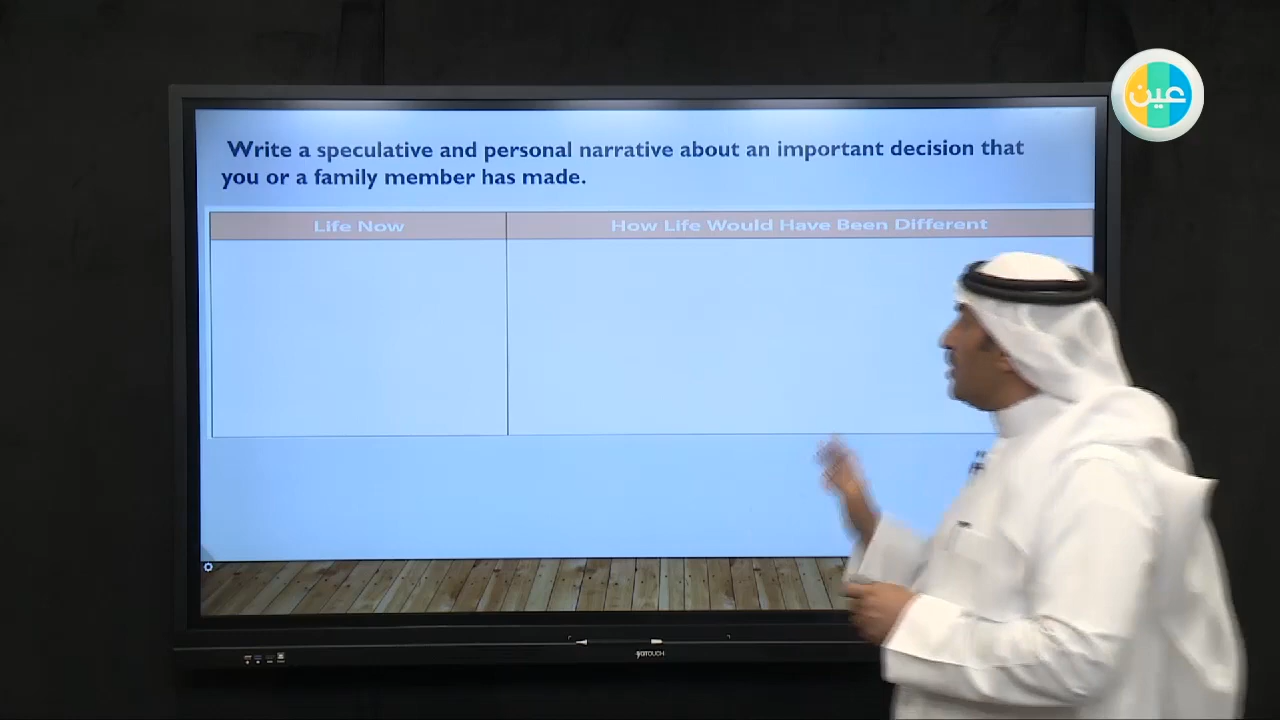 عين
Write a speculative and personal narrative about an important decision that
you or a family member has made.
Life Now
How Life Would Have Been Different